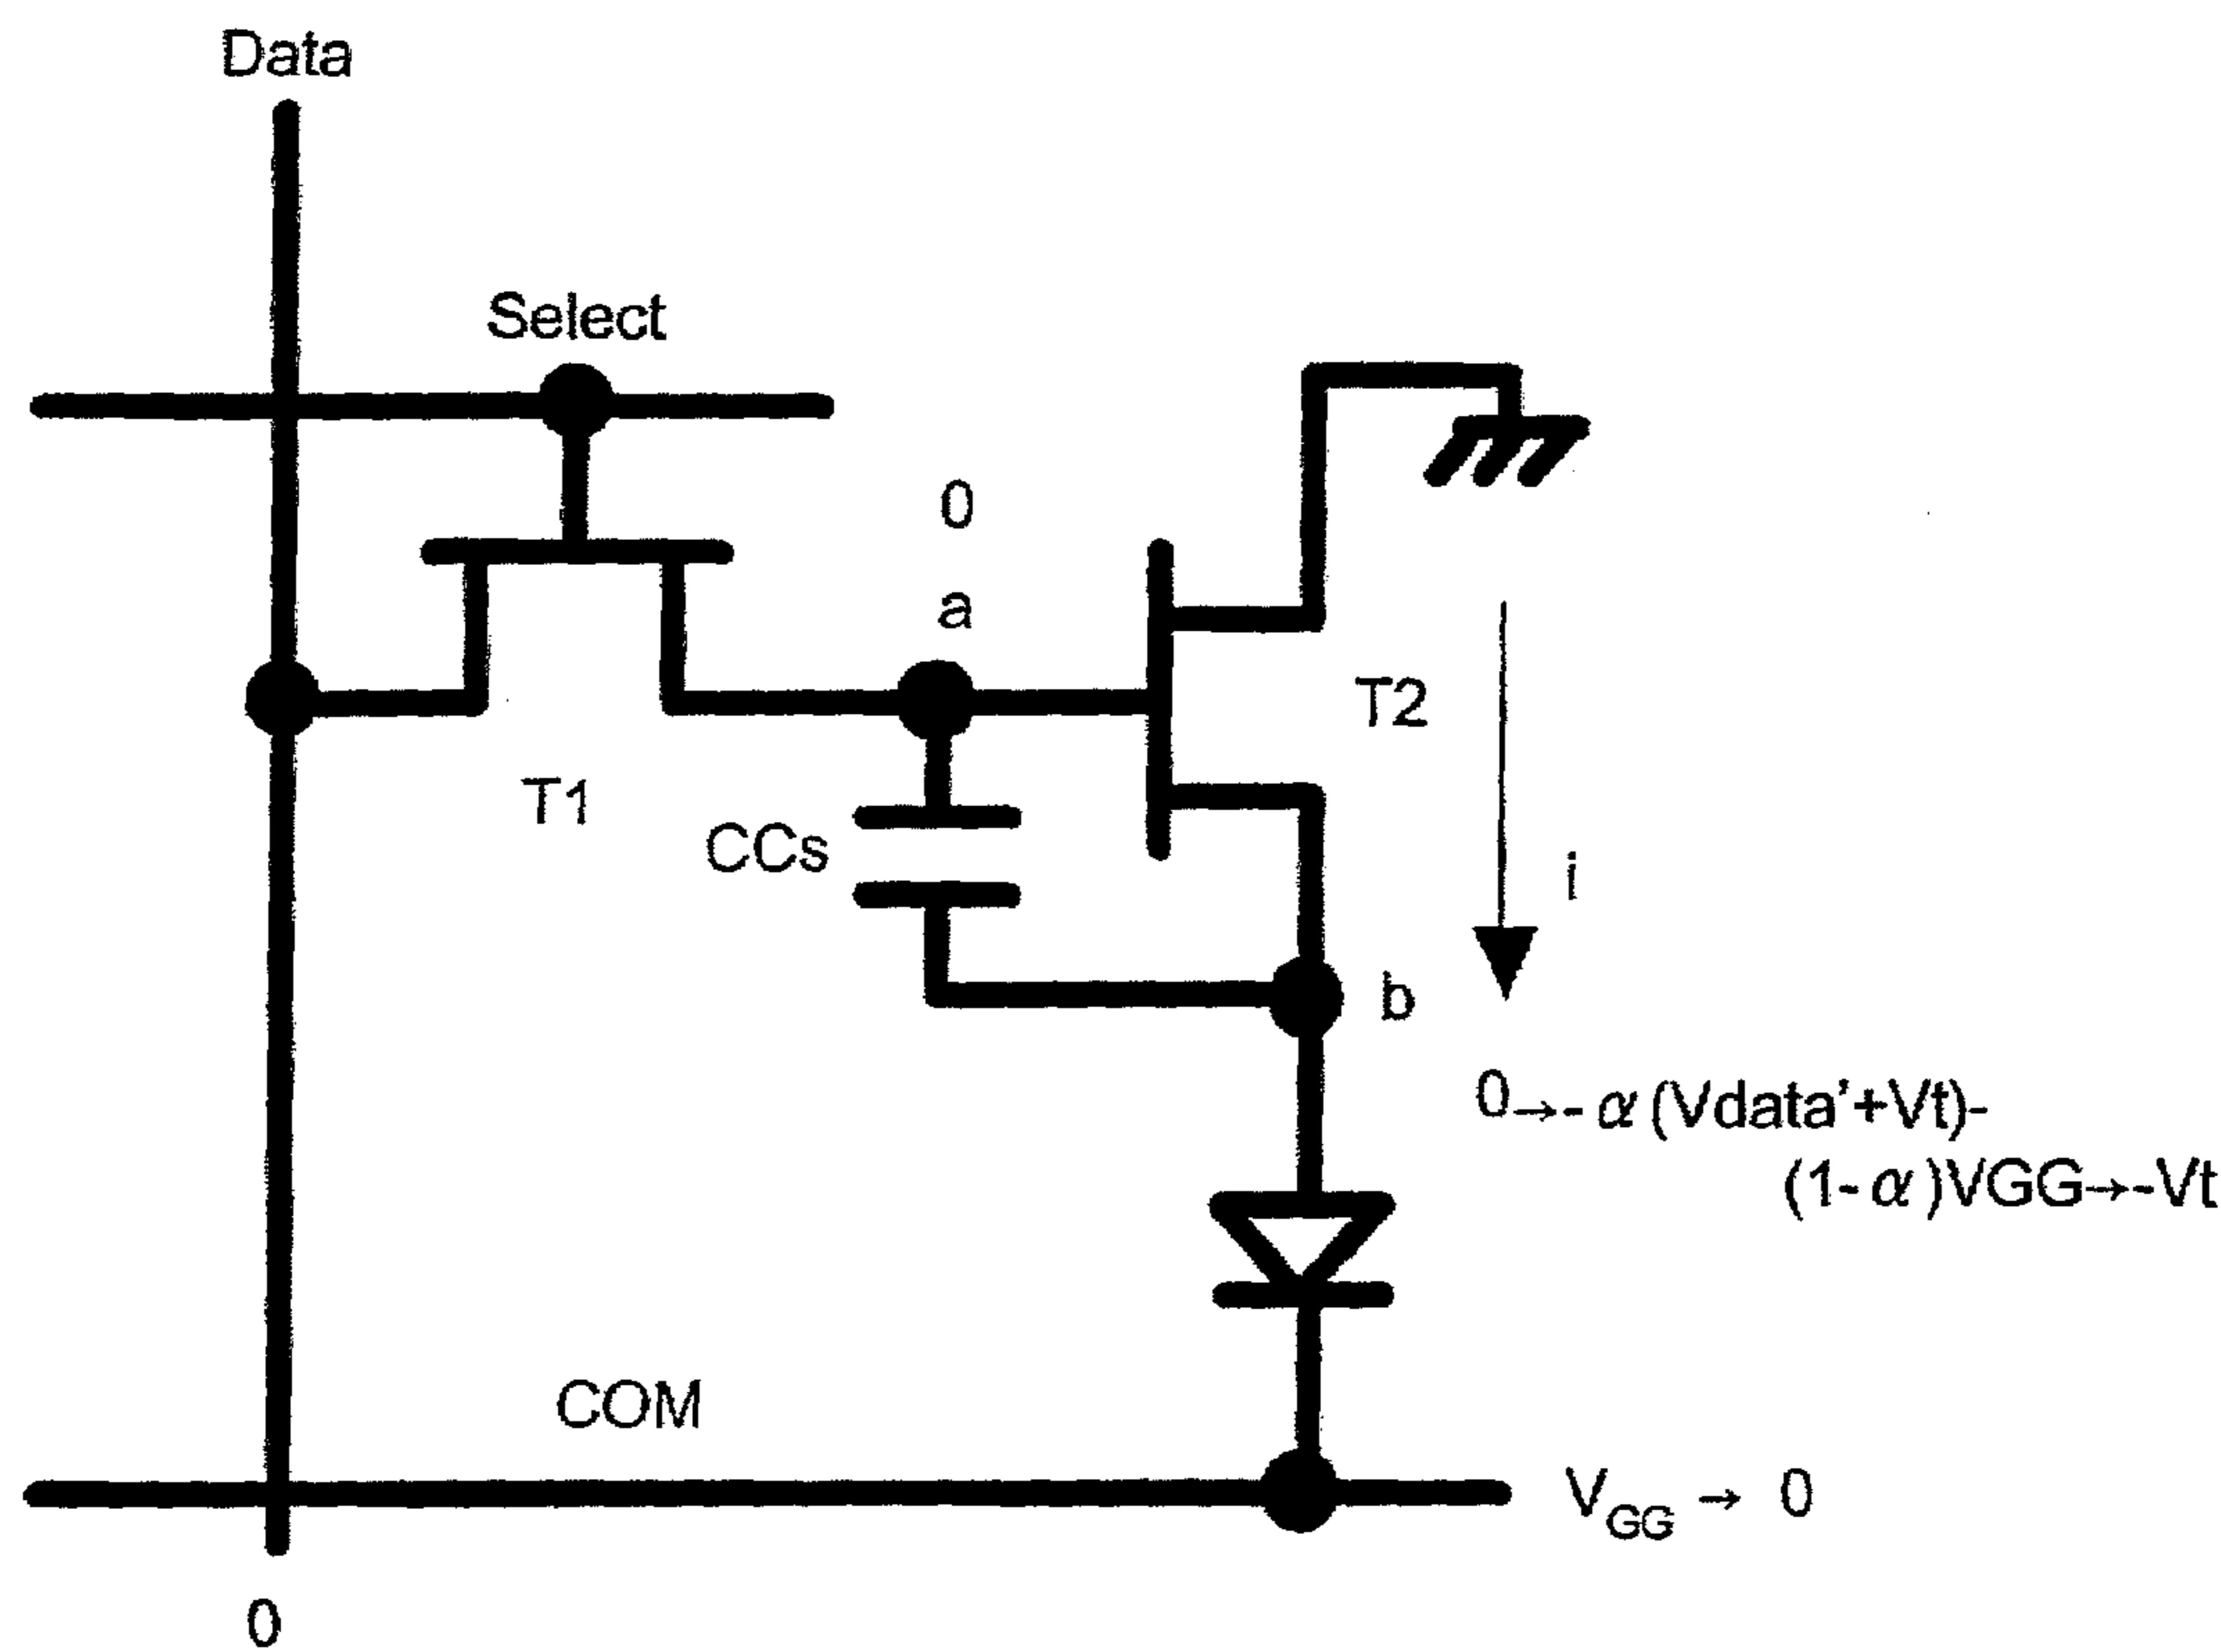 Data
Select
0
a
T2
T1
CCs
i
b
0→-α(Vdata’+Vt)-
(1-α)VGG→-Vt
COM
VGG → 0
0